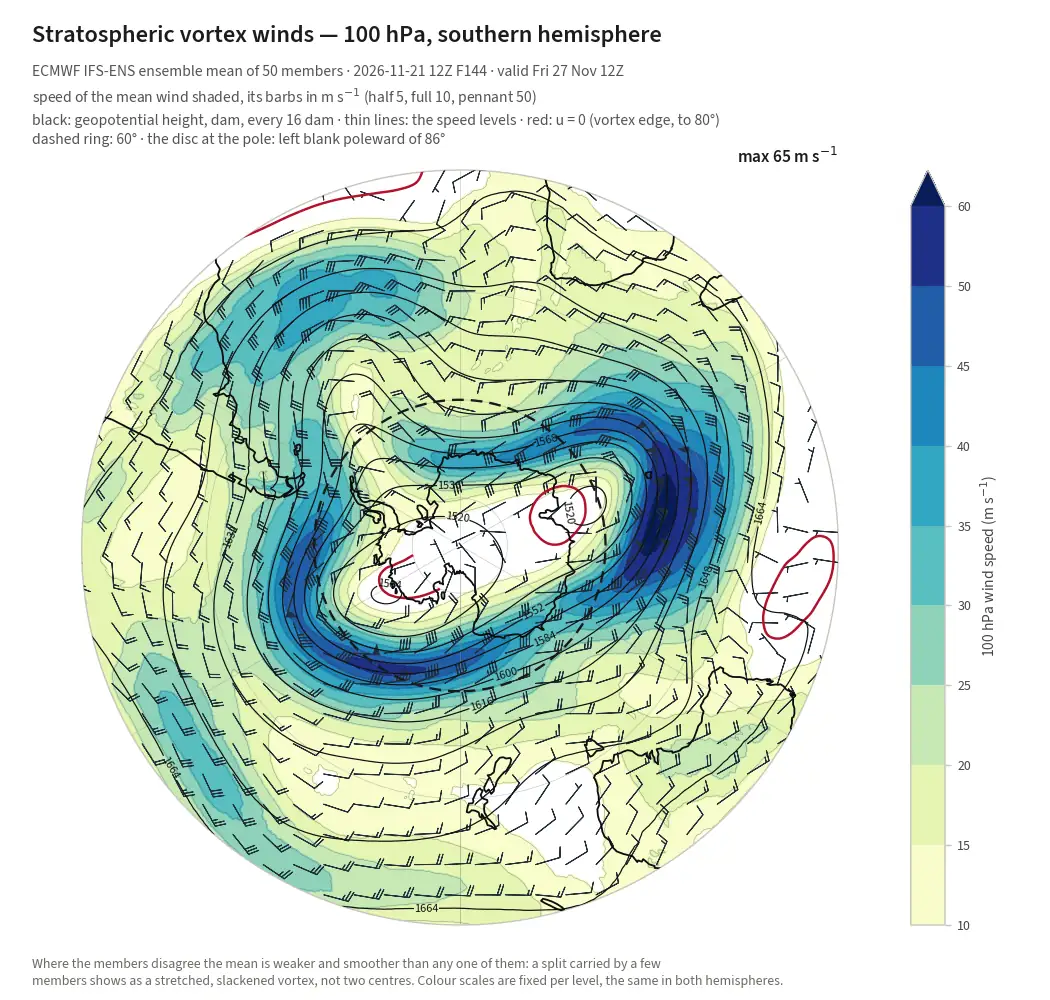 Stratospheric vortex winds — 100 hPa, southern hemisphere
ECMWF IFS-ENS ensemble mean of 50 members · 2026-11-21 12Z F144 · valid Fri 27 Nov 12Z
speed of the mean wind shaded, its barbs in m s⁻¹ (half 5, full 10, pennant 50)
black: geopotential height, dam, every 16 dam · thin lines: the speed levels · red: u = 0 (vortex edge, to 80°)
dashed ring: 60° · the disc at the pole: left blank poleward of 86°
max 65 m s⁻¹
60
50
45
40
35
30
25
20
15
10
100 hPa wind speed (m s⁻¹)
1568
1520
1520
1664
1552
1584
1600
1616
1664
1664
Where the members disagree the mean is weaker and smoother than any one of them: a split carried by a few
members shows as a stretched, slackened vortex, not two centres. Colour scales are fixed per level, the same in both hemispheres.